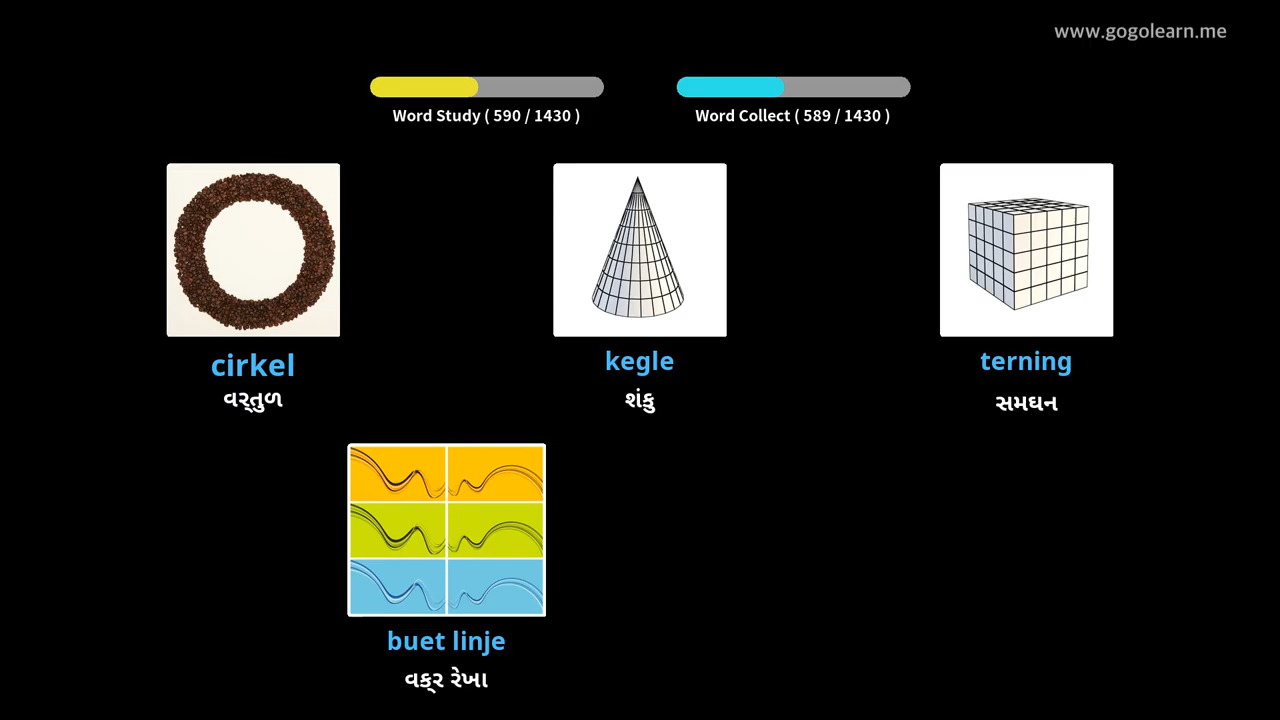 www.gogolearn.me
Word Study ( 590 / 1430 )
Word Collect ( 589 / 1430 )
cirkel
વર્તુળ
kegle
શંકુ
terning
સમઘન
buet linje
વક્ર રેખા